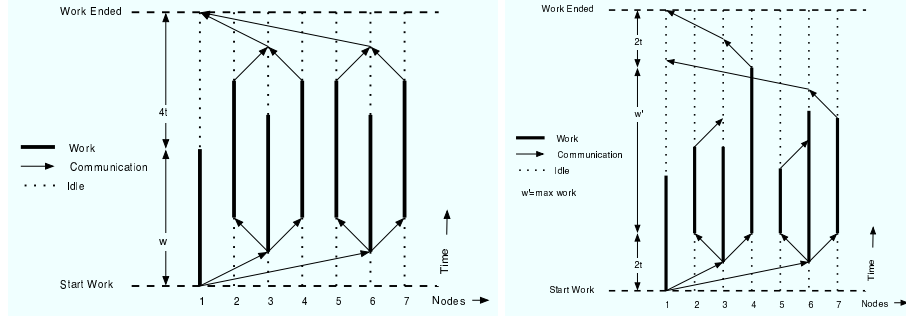 Work Ended
4t
Work
Communication
Idle
w
Time
Start Work
1 2 3 4 5 6 7 Nodes
Work Ended
2t
w'
Work
Communication
Idle
w'=max work
2t
Time
Start Work
1 2 3 4 5 6 7 Nodes